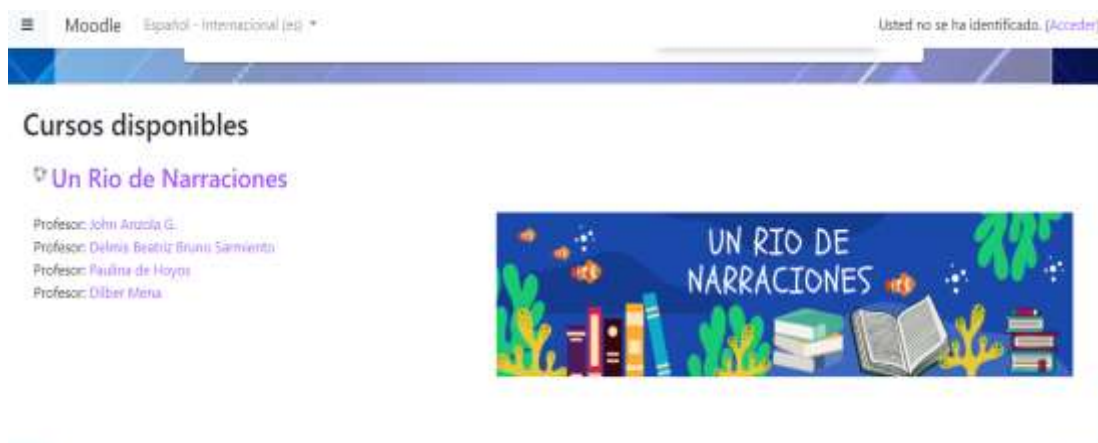 Moodle Español - Internacional (es)
Usted no se ha identificado. (Acceder)
Cursos disponibles
Un Rio de Narraciones
Profesor: John Anzola G.
Profesor: Delmis Beatriz Bruno Sarmiento
Profesor: Paulina de Hoyos
Profesor: Dilber Mena
UN RIO DE
NARRACIONES